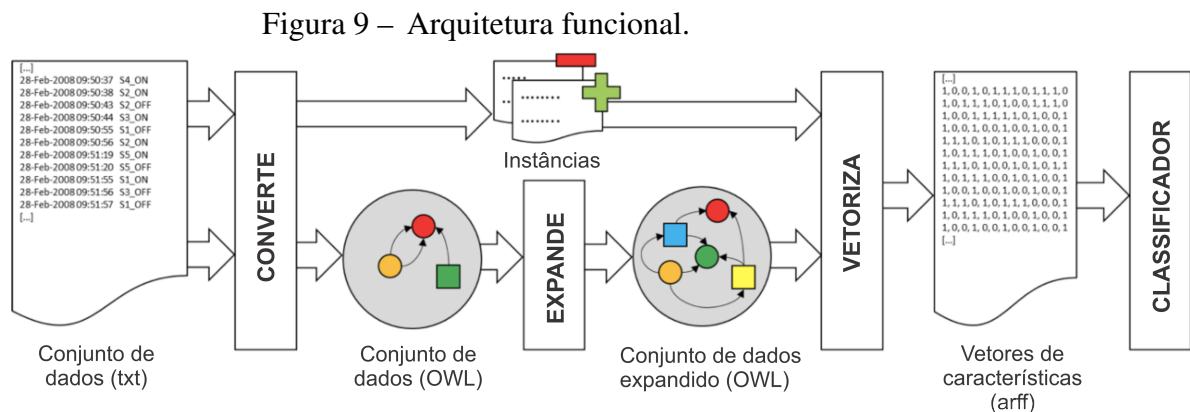 Figura 9 – Arquitetura funcional.
[...]
28-Feb-2008 09:50:37 S4_ON
28-Feb-2008 09:50:38 S2_ON
28-Feb-2008 09:50:43 S2_OFF
28-Feb-2008 09:50:44 S3_ON
28-Feb-2008 09:50:55 S1_OFF
28-Feb-2008 09:50:56 S2_ON
28-Feb-2008 09:51:19 S5_ON
28-Feb-2008 09:51:20 S5_OFF
28-Feb-2008 09:51:55 S1_ON
28-Feb-2008 09:51:56 S3_OFF
28-Feb-2008 09:51:57 S1_OFF
[...]
Conjunto de
dados (txt)
CONVERTE
Instâncias
Conjunto de
dados (OWL)
EXPANDE
Conjunto de dados
expandido (OWL)
VETORIZA
[...]
1,0,0,1,0,1,1,1,0,1,1,1,0
1,0,1,1,1,0,1,0,0,1,1,1,0
1,0,0,1,1,1,1,1,0,1,0,0,1
1,0,0,1,0,0,1,0,0,1,0,0,1
1,1,1,0,1,0,0,1,0,0,0,0,1
1,0,1,1,1,0,1,0,0,1,0,0,1
1,1,1,0,1,0,0,1,0,1,0,0,1
1,0,1,1,1,0,1,0,0,1,0,0,1
1,0,0,1,0,0,1,0,1,0,0,0,1
1,1,1,0,1,0,0,1,0,0,0,0,1
1,0,1,1,1,0,1,0,0,1,0,0,1
1,0,0,1,0,0,1,0,0,1,0,0,1
[...]
Vetores de
características
(arff)
CLASSIFICADOR